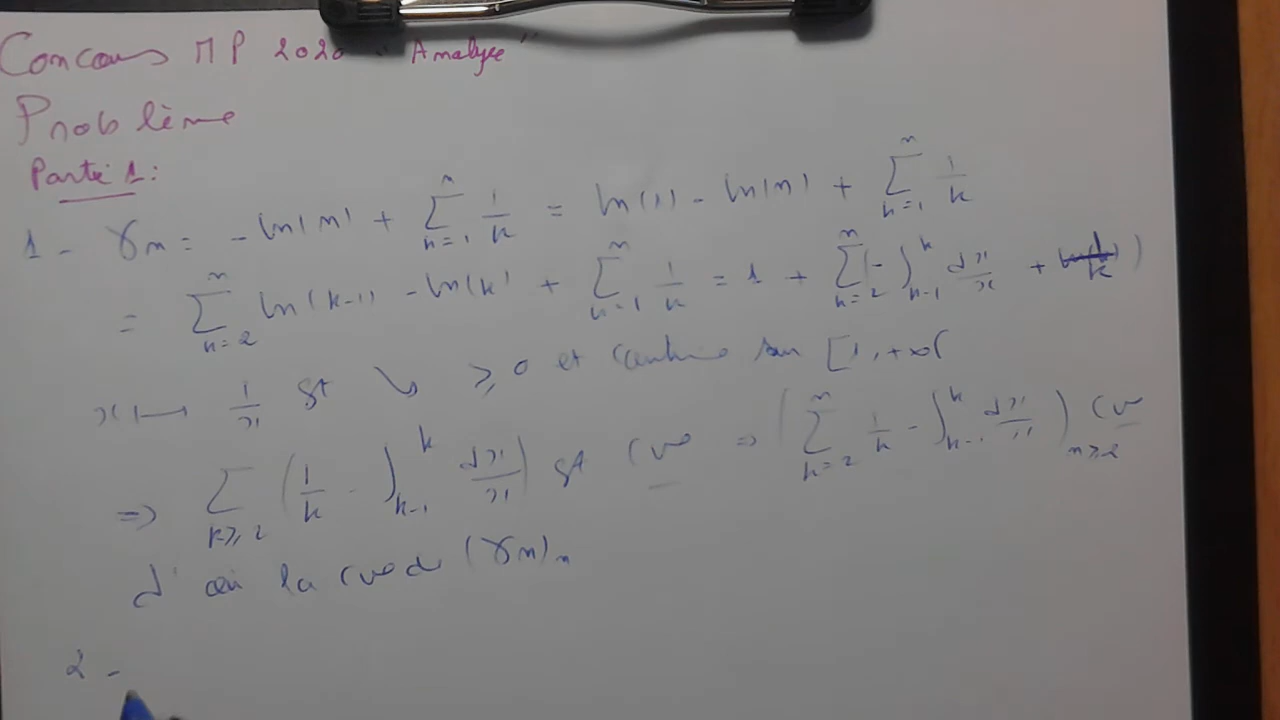 Concours MP 2020 "Analyse"
Problème
Partie 1:
1 - γn = - ln(n) + ∑_{k=1}^{n} 1/k = ln(1) - ln(n) + ∑_{k=1}^{n} 1/k
= ∑_{k=2}^{n} ln(k-1) - ln(k) + ∑_{k=1}^{n} 1/k = 1 + ∑_{k=2}^{n} (- ∫_{k-1}^{k} dx/x + 1/k)
x ↦ 1/x est ↘ ≥ 0 et continue sur [1, +∞(
⇒ ∑_{k≥2} (1/k - ∫_{k-1}^{k} dx/x) est cve ⇒ (∑_{k=2}^{n} 1/k - ∫_{k-1}^{k} dx/x)_{n≥2} cv
d'où la cve de (γn)n
2 -